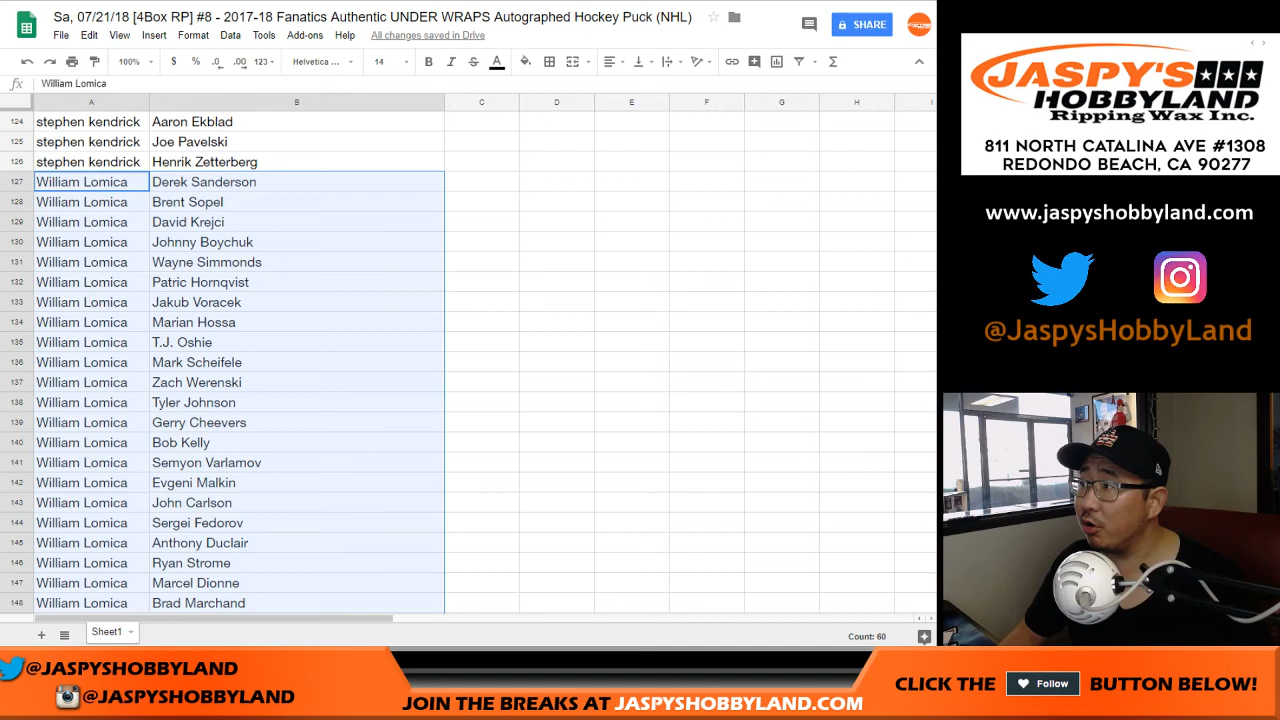 Sa, 07/21/18 [4Box RP] #8 - 2017-18 Fanatics Authentic UNDER WRAPS Autographed Hockey Puck (NHL)
SHARE
File Edit View Insert Format Data Tools Add-ons Help All changes saved in Drive
100% $ % .0 .00 123 Helvetica ... 14 B I S A
fx William Lomica
A B C D E F G H I
124 stephen kendrick Aaron Ekblad
125 stephen kendrick Joe Pavelski
126 stephen kendrick Henrik Zetterberg
127 William Lomica Derek Sanderson
128 William Lomica Brent Sopel
129 William Lomica David Krejci
130 William Lomica Johnny Boychuk
131 William Lomica Wayne Simmonds
132 William Lomica Patric Hornqvist
133 William Lomica Jakub Voracek
134 William Lomica Marian Hossa
135 William Lomica T.J. Oshie
136 William Lomica Mark Scheifele
137 William Lomica Zach Werenski
138 William Lomica Tyler Johnson
139 William Lomica Gerry Cheevers
140 William Lomica Bob Kelly
141 William Lomica Semyon Varlamov
142 William Lomica Evgeni Malkin
143 William Lomica John Carlson
144 William Lomica Sergei Fedorov
145 William Lomica Anthony Duclair
146 William Lomica Ryan Strome
147 William Lomica Marcel Dionne
148 William Lomica Brad Marchand
Sheet1
Count: 60
JASPY'S
HOBBYLAND
Ripping Wax Inc.
811 NORTH CATALINA AVE #1308
REDONDO BEACH, CA 90277
www.jaspyshobbyland.com
@JaspysHobbyLand
@JASPYSHOBBYLAND
@JASPYSHOBBYLAND
JOIN THE BREAKS AT JASPYSHOBBYLAND.COM
CLICK THE Follow BUTTON BELOW!